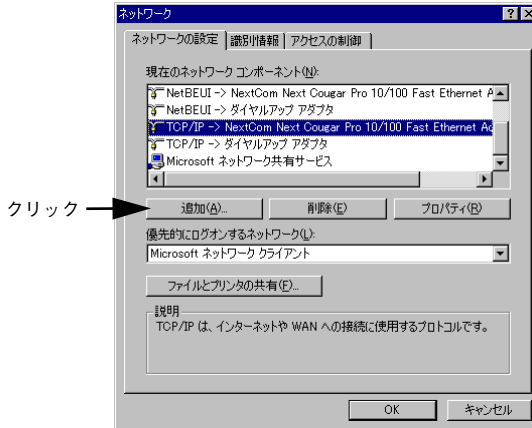 ネットワーク
ネットワークの設定 識別情報 アクセスの制御
現在のネットワーク コンポーネント(N):
NetBEUI -> NextCom Next Cougar Pro 10/100 Fast Ethernet A
NetBEUI -> ダイヤルアップ アダプタ
TCP/IP -> NextCom Next Cougar Pro 10/100 Fast Ethernet Ac
TCP/IP -> ダイヤルアップ アダプタ
Microsoft ネットワーク共有サービス
クリック
追加(A)... 削除(E) プロパティ(R)
優先的にログオンするネットワーク(L):
Microsoft ネットワーク クライアント
ファイルとプリンタの共有(F)...
説明
TCP/IP は、インターネットや WAN への接続に使用するプロトコルです。
OK キャンセル